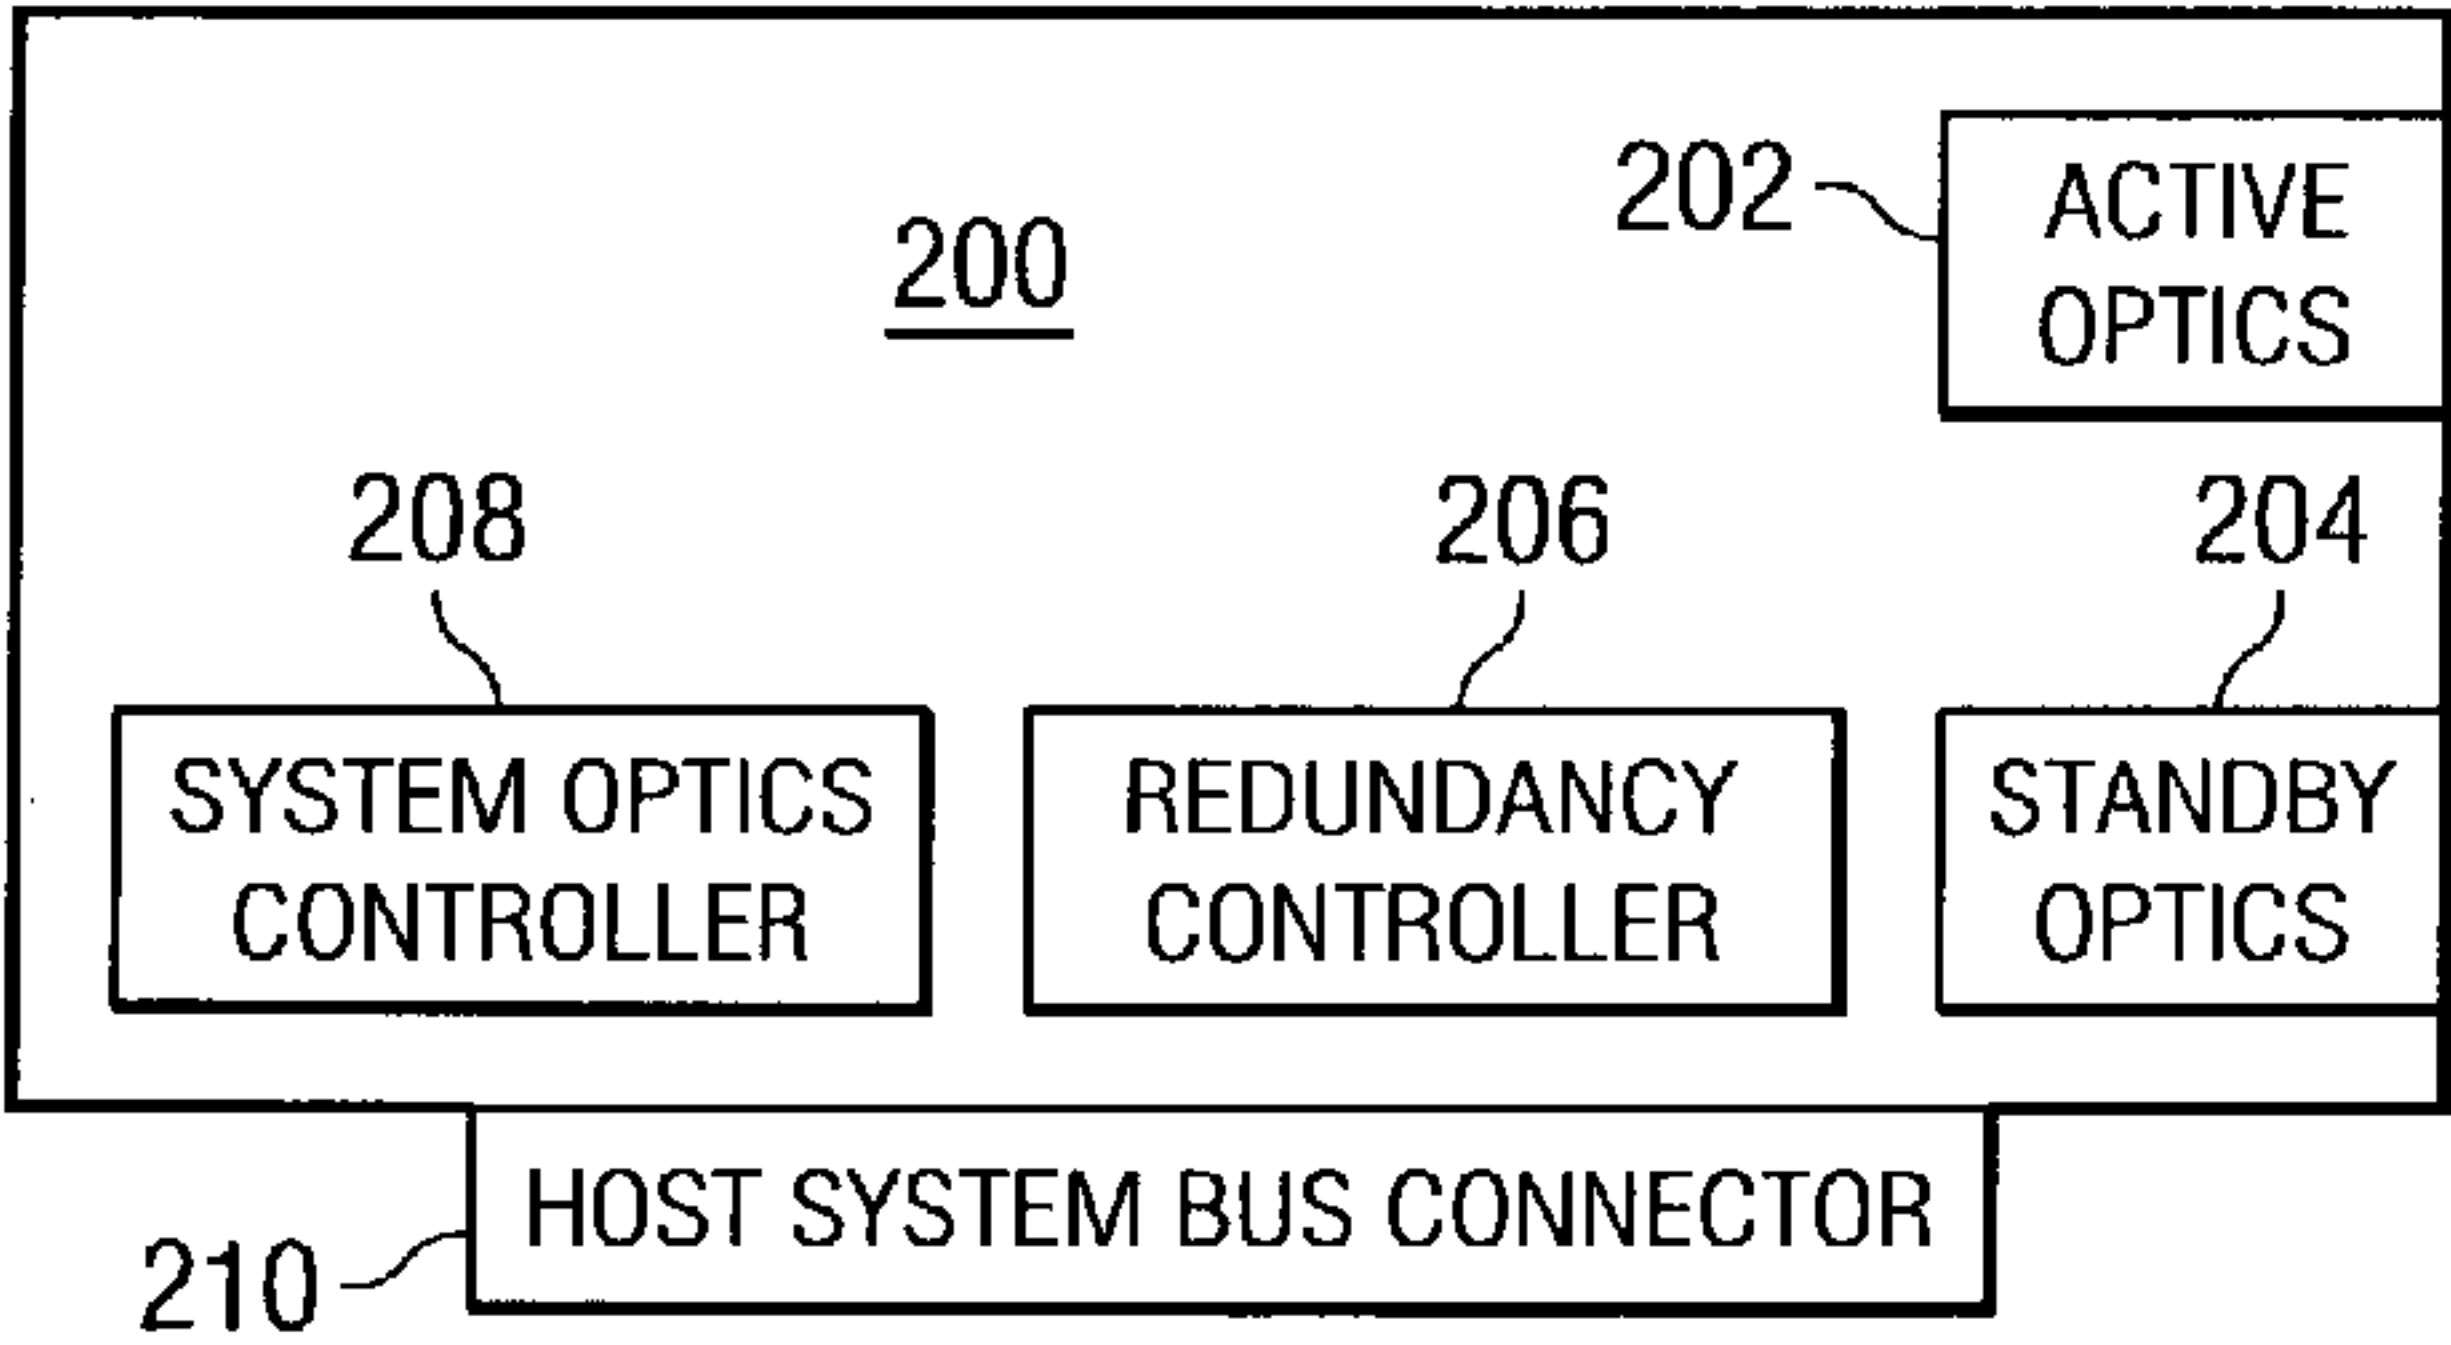 202
ACTIVE
OPTICS
200
208
206
204
SYSTEM OPTICS
CONTROLLER
REDUNDANCY
CONTROLLER
STANDBY
OPTICS
HOST SYSTEM BUS CONNECTOR
210